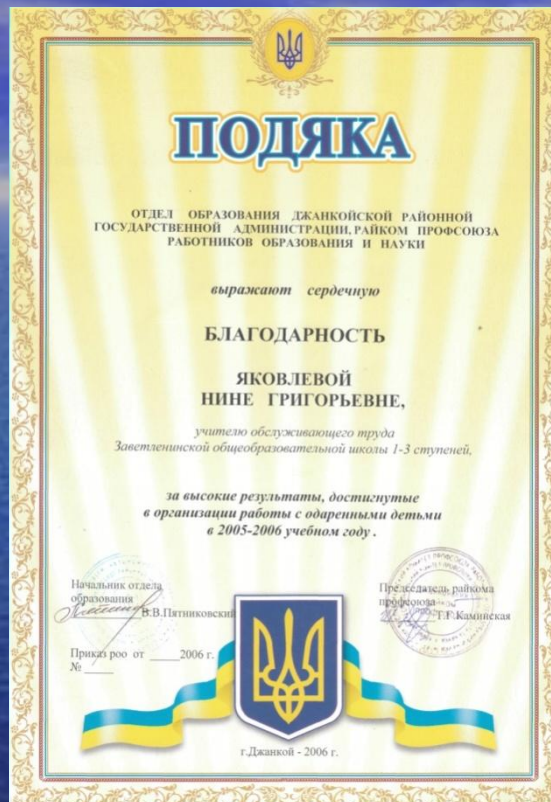 ПОДЯКА
ОТДЕЛ ОБРАЗОВАНИЯ ДЖАНКОЙСКОЙ РАЙОННОЙ
ГОСУДАРСТВЕННОЙ АДМИНИСТРАЦИИ, РАЙКОМ ПРОФСОЮЗА
РАБОТНИКОВ ОБРАЗОВАНИЯ И НАУКИ
выражают сердечную
БЛАГОДАРНОСТЬ
ЯКОВЛЕВОЙ
НИНЕ ГРИГОРЬЕВНЕ,
учителю обслуживающего труда
Заветленинской общеобразовательной школы 1-3 ступеней,
за высокие результаты, достигнутые
в организации работы с одаренными детьми
в 2005-2006 учебном году .
Начальник отдела
образования
В.В.Пятниковский
Председатель райкома
профсоюза
Т.Г.Каминская
Приказ роо от _____2006 г.
№ _____
г.Джанкой - 2006 г.